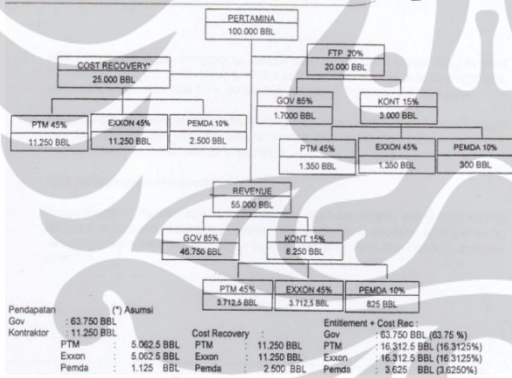 PERTAMINA
100.000 BBL
FTP 20%
20.000 BBL
COST RECOVERY*
25.000 BBL
GOV 85%
1.7000 BBL
KONT 15%
3.000 BBL
PTM 45%
11.250 BBL
EXXON 45%
11.250 BBL
PEMDA 10%
2.500 BBL
PTM 45%
1.350 BBL
EXXON 45%
1.350 BBL
PEMDA 10%
300 BBL
REVENUE
55.000 BBL
GOV 85%
46.750 BBL
KONT 15%
8.250 BBL
PTM 45%
3.712,5 BBL
EXXON 45%
3.712,5 BBL
PEMDA 10%
825 BBL
Pendapatan (*) Asumsi
Gov : 63.750 BBL
Kontraktor : 11.250 BBL
PTM : 5.062.5 BBL
Exxon : 5.062.5 BBL
Pemda : 1.125 BBL
Cost Recovery :
PTM : 11.250 BBL
Exxon : 11.250 BBL
Pemda : 2.500 BBL
Entitlement + Cost Rec :
Gov : 63.750 BBL (63.75 %)
PTM : 16.312.5 BBL (16.3125%)
Exxon : 16.312.5 BBL (16.3125%)
Pemda : 3.625 BBL (3.6250%)